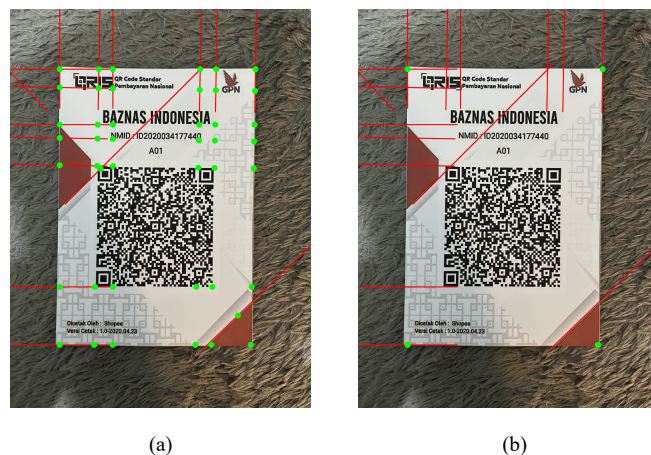 QRIS QR Code Standar
Pembayaran Nasional
GPN
BAZNAS INDONESIA
NMID : ID2020034177440
A01
Dicetak Oleh : Shopee
Versi Cetak : 1.0-2020.04.23
QRIS QR Code Standar
Pembayaran Nasional
GPN
BAZNAS INDONESIA
NMID : ID2020034177440
A01
Dicetak Oleh : Shopee
Versi Cetak : 1.0-2020.04.23
(a) (b)